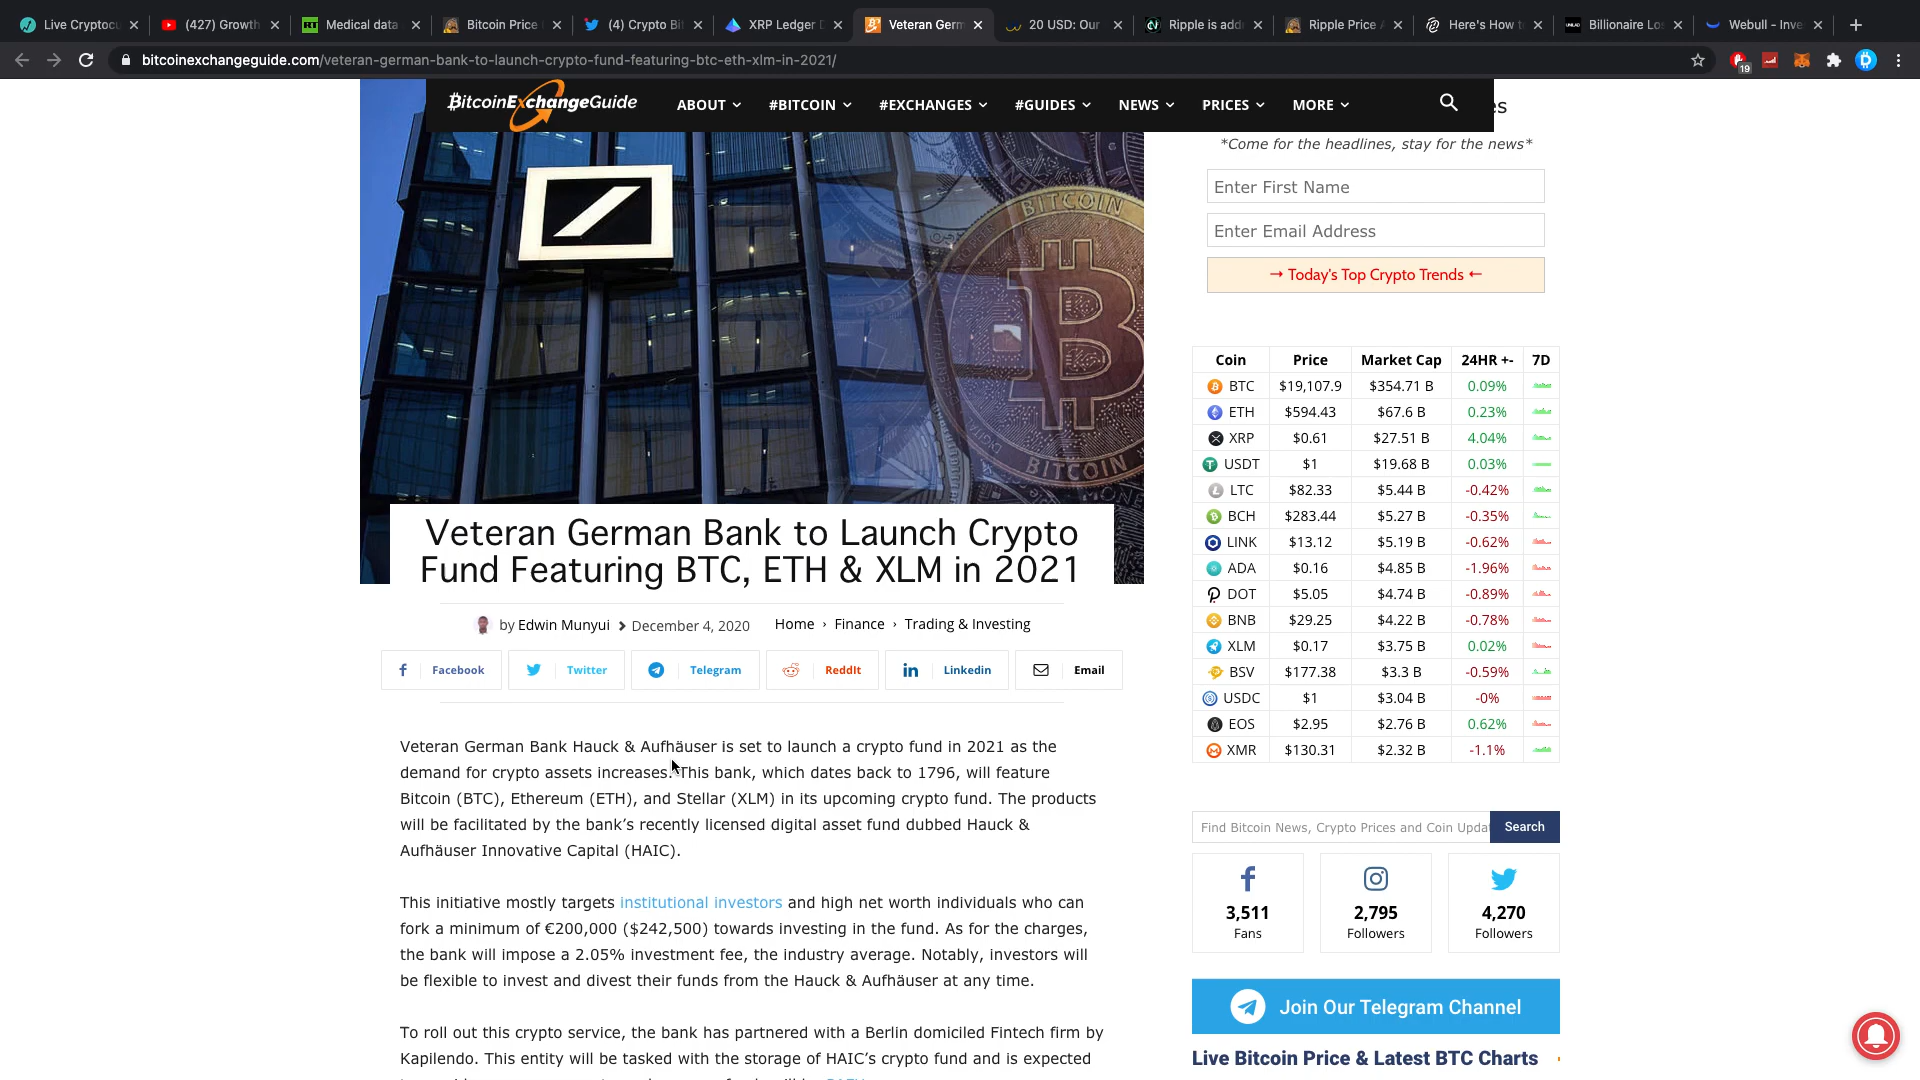 Live Cryptocu
(427) Growth
Medical data
Bitcoin Price
(4) Crypto Bi
XRP Ledger D
Veteran Germ
20 USD: Our
Ripple is addi
Ripple Price A
Here's How t
Billionaire Lo
Webull - Inve
bitcoinexchangeguide.com/veteran-german-bank-to-launch-crypto-fund-featuring-btc-eth-xlm-in-2021/
19
BitcoinExchangeGuide
ABOUT
#BITCOIN
#EXCHANGES
#GUIDES
NEWS
PRICES
MORE
es
*Come for the headlines, stay for the news*
Enter First Name
Enter Email Address
→ Today's Top Crypto Trends ←
BITCOIN
BITCOIN
Veteran German Bank to Launch Crypto
Fund Featuring BTC, ETH & XLM in 2021
by Edwin Munyui > December 4, 2020
Home › Finance › Trading & Investing
Facebook
Twitter
Telegram
ReddIt
Linkedin
Email
Veteran German Bank Hauck & Aufhäuser is set to launch a crypto fund in 2021 as the
demand for crypto assets increases. This bank, which dates back to 1796, will feature
Bitcoin (BTC), Ethereum (ETH), and Stellar (XLM) in its upcoming crypto fund. The products
will be facilitated by the bank’s recently licensed digital asset fund dubbed Hauck &
Aufhäuser Innovative Capital (HAIC).
This initiative mostly targets institutional investors and high net worth individuals who can
fork a minimum of €200,000 ($242,500) towards investing in the fund. As for the charges,
the bank will impose a 2.05% investment fee, the industry average. Notably, investors will
be flexible to invest and divest their funds from the Hauck & Aufhäuser at any time.
To roll out this crypto service, the bank has partnered with a Berlin domiciled Fintech firm by
Kapilendo. This entity will be tasked with the storage of HAIC’s crypto fund and is expected
Coin Price Market Cap 24HR +- 7D
BTC $19,107.9 $354.71 B 0.09%
ETH $594.43 $67.6 B 0.23%
XRP $0.61 $27.51 B 4.04%
USDT $1 $19.68 B 0.03%
LTC $82.33 $5.44 B -0.42%
BCH $283.44 $5.27 B -0.35%
LINK $13.12 $5.19 B -0.62%
ADA $0.16 $4.85 B -1.96%
DOT $5.05 $4.74 B -0.89%
BNB $29.25 $4.22 B -0.78%
XLM $0.17 $3.75 B 0.02%
BSV $177.38 $3.3 B -0.59%
USDC $1 $3.04 B -0%
EOS $2.95 $2.76 B 0.62%
XMR $130.31 $2.32 B -1.1%
Find Bitcoin News, Crypto Prices and Coin Upda
Search
3,511
Fans
2,795
Followers
4,270
Followers
Join Our Telegram Channel
Live Bitcoin Price & Latest BTC Charts